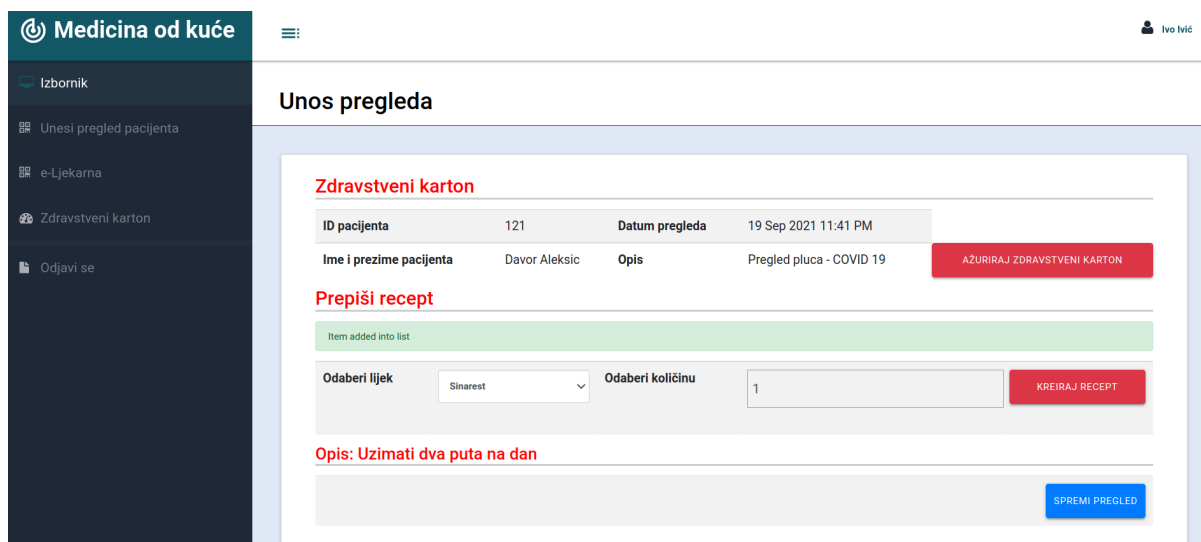 Medicina od kuće
Ivo Ivić
Izbornik
Unesi pregled pacijenta
e-Ljekarna
Zdravstveni karton
Odjavi se
Unos pregleda
Zdravstveni karton
ID pacijenta 121 Datum pregleda 19 Sep 2021 11:41 PM
Ime i prezime pacijenta Davor Aleksic Opis Pregled pluca - COVID 19 AŽURIRAJ ZDRAVSTVENI KARTON
Prepiši recept
Item added into list
Odaberi lijek Sinarest Odaberi količinu 1 KREIRAJ RECEPT
Opis: Uzimati dva puta na dan
SPREMI PREGLED